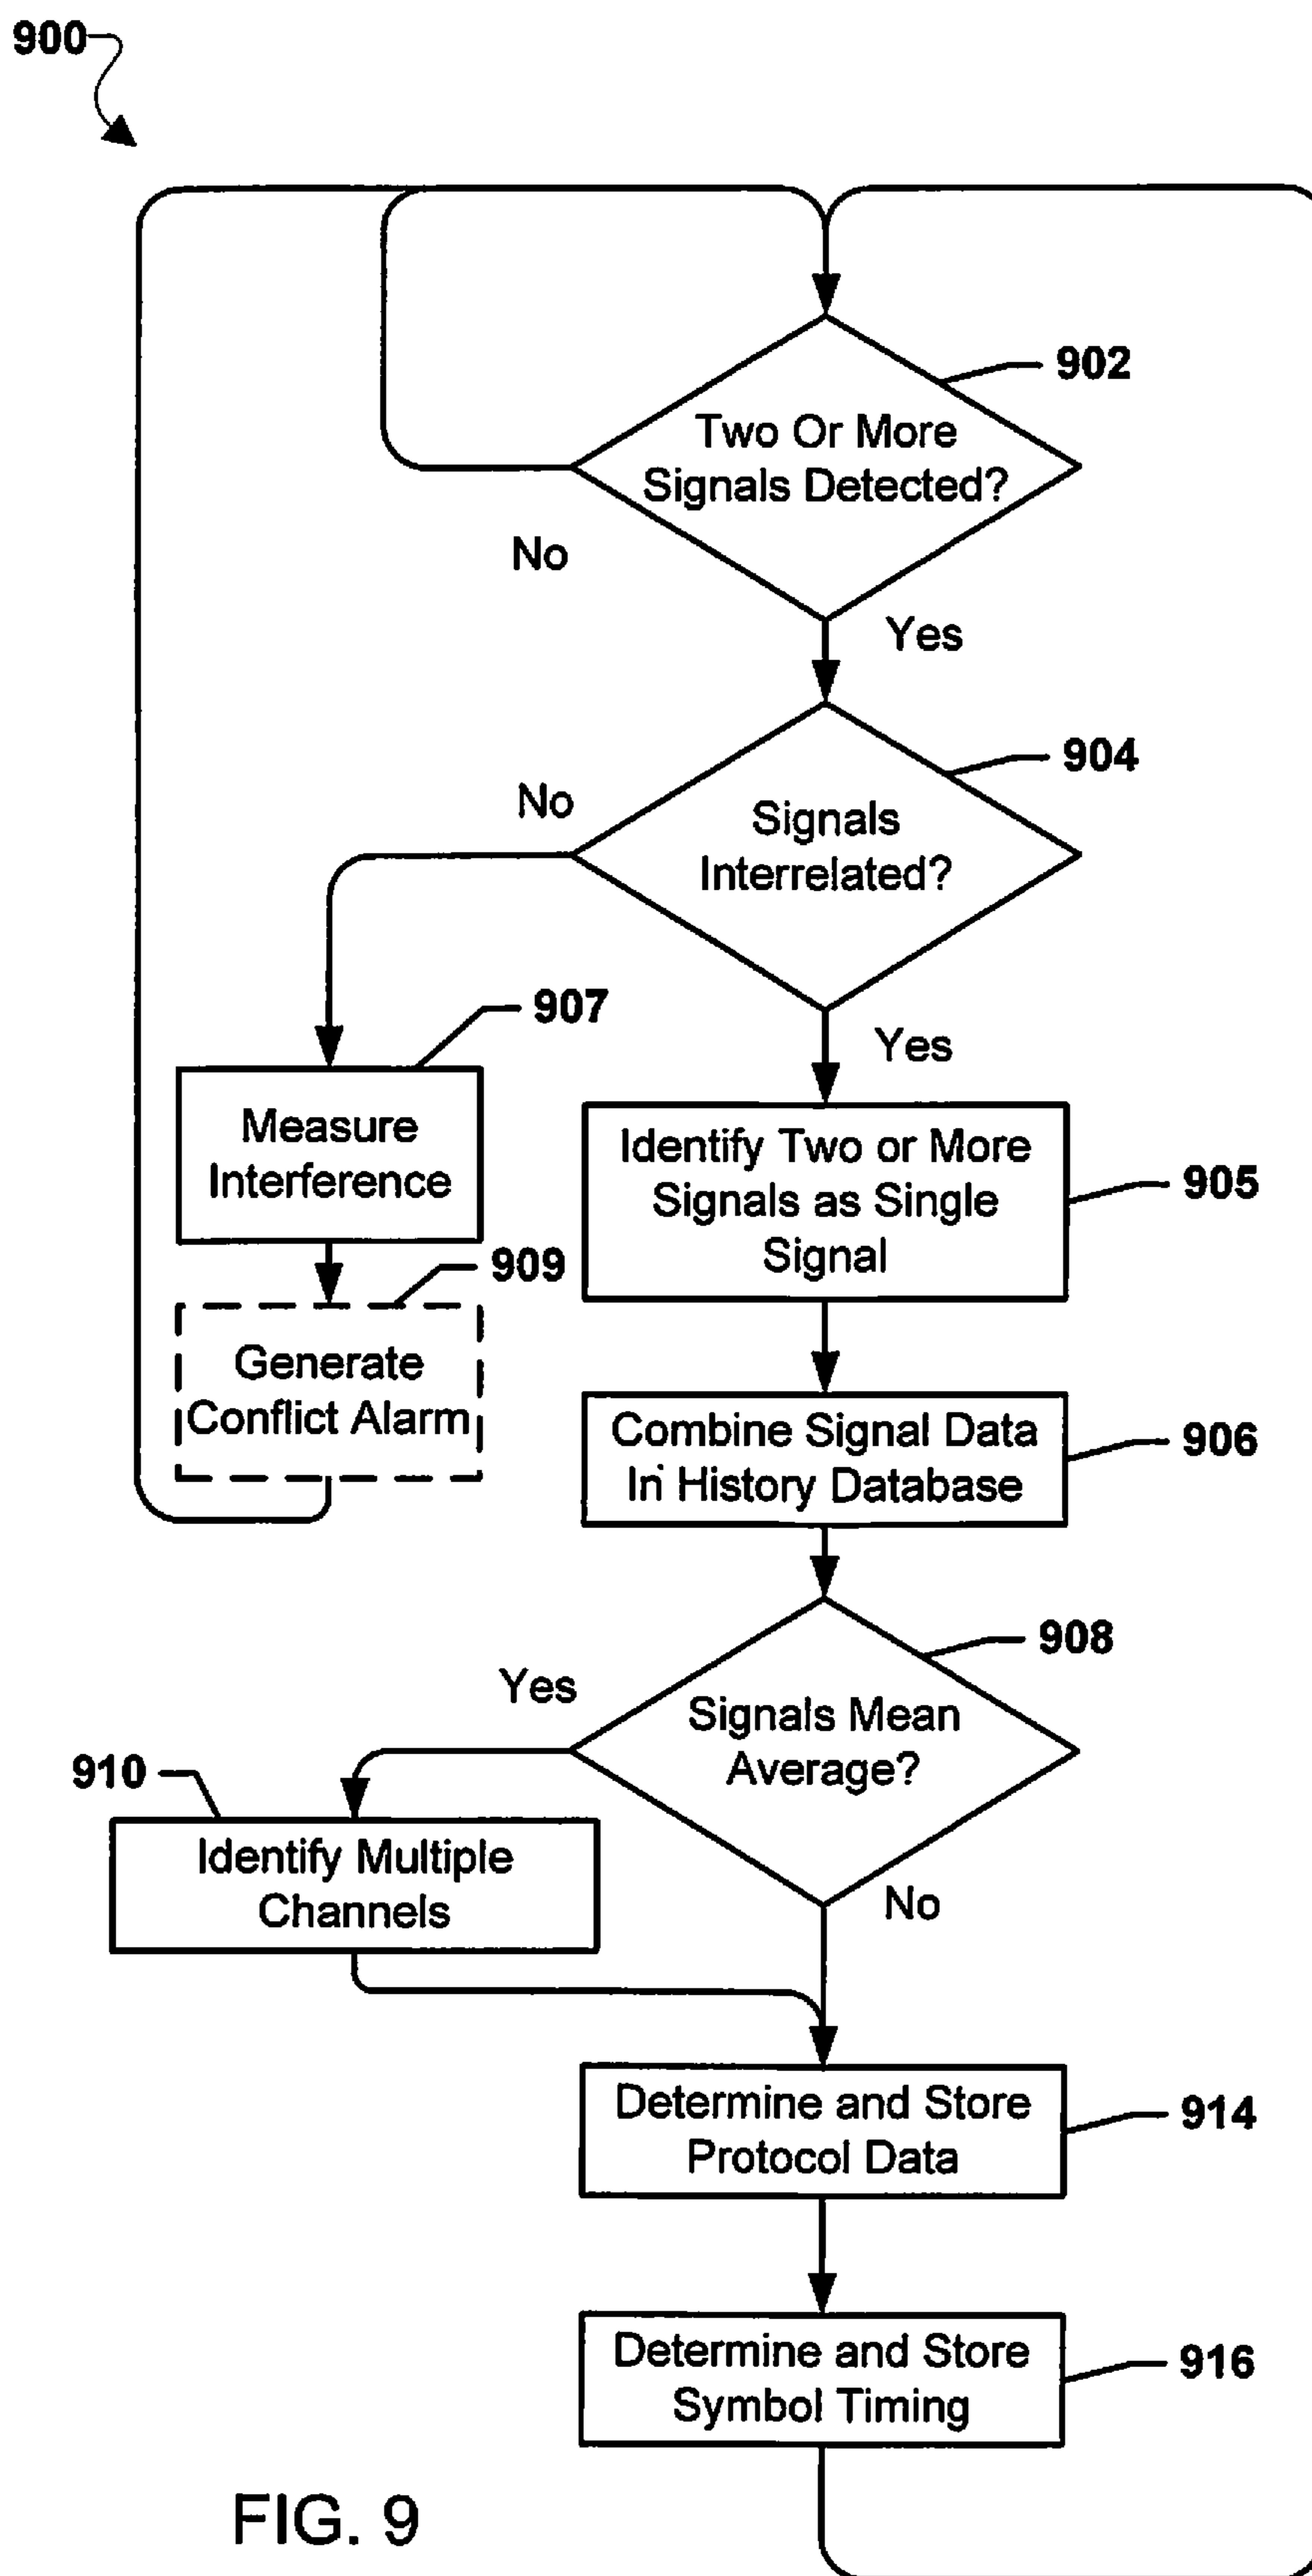 900
902
Two Or More
Signals Detected?
No
Yes
904
No
Signals
Interrelated?
907
Yes
Measure
Interference
Identify Two or More
Signals as Single
Signal
905
909
Generate
Conflict Alarm
Combine Signal Data
In History Database
906
908
Yes
Signals Mean
Average?
910
Identify Multiple
Channels
No
Determine and Store
Protocol Data
914
Determine and Store
Symbol Timing
916
FIG. 9